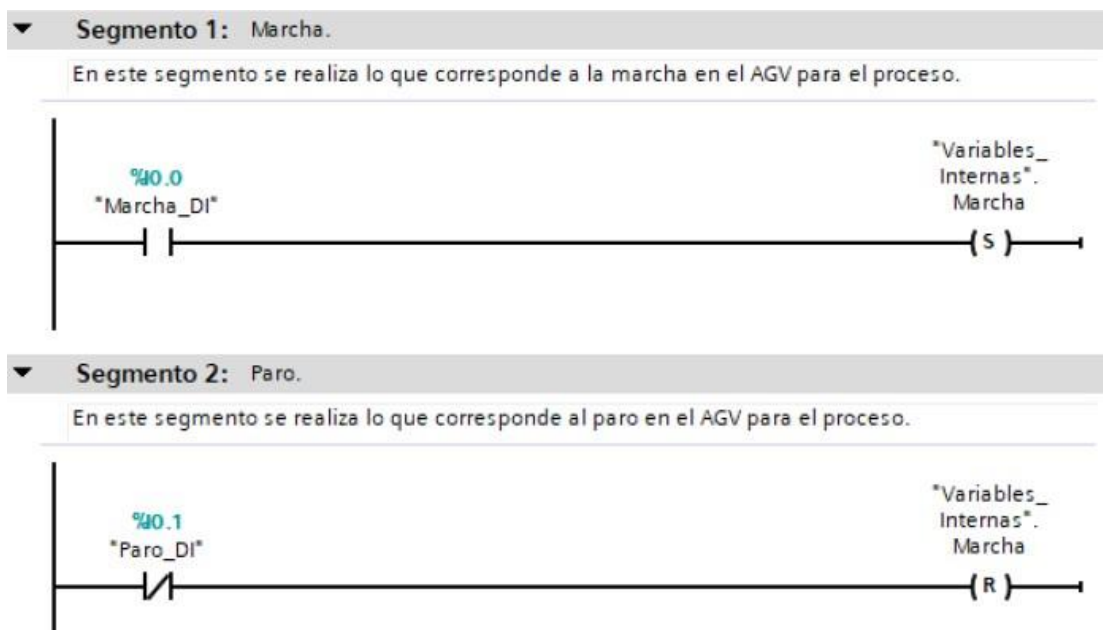 Segmento 1: Marcha.
En este segmento se realiza lo que corresponde a la marcha en el AGV para el proceso.
%I0.0
"Marcha_DI"
"Variables_
Internas".
Marcha
( S )
Segmento 2: Paro.
En este segmento se realiza lo que corresponde al paro en el AGV para el proceso.
%I0.1
"Paro_DI"
"Variables_
Internas".
Marcha
( R )